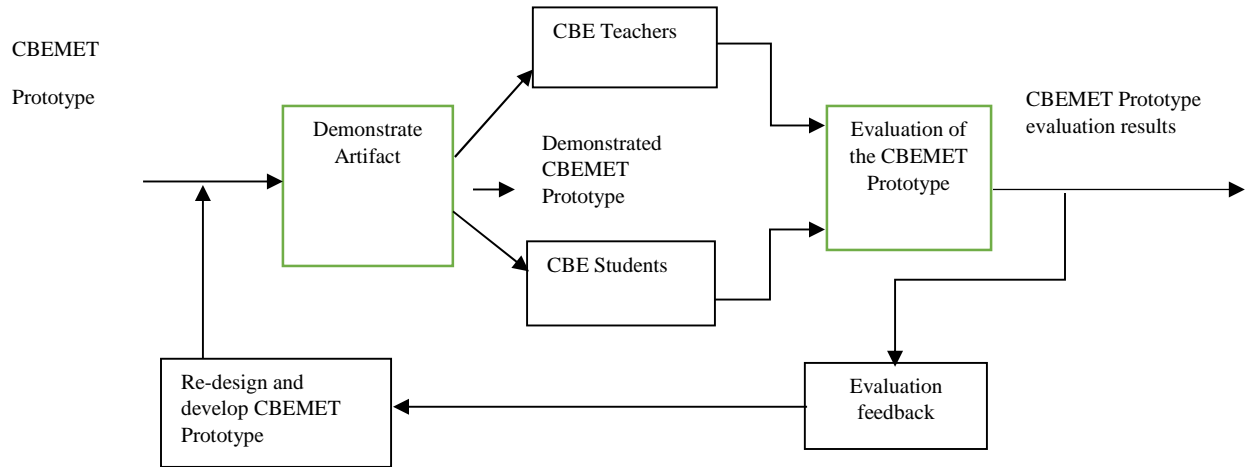 CBEMET
Prototype
Demonstrate
Artifact
CBE Teachers
Demonstrated
CBEMET
Prototype
CBE Students
Evaluation of
the CBEMET
Prototype
CBEMET Prototype
evaluation results
Evaluation
feedback
Re-design and
develop CBEMET
Prototype